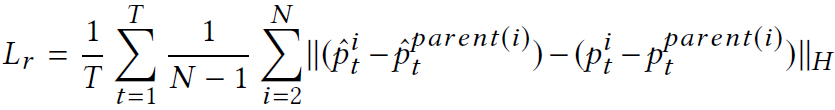 $L_r = \frac{1}{T} \sum_{t=1}^{T} \frac{1}{N-1} \sum_{i=2}^{N} \|(\hat{p}_t^i - \hat{p}_t^{parent(i)}) - (p_t^i - p_t^{parent(i)})\|_H$